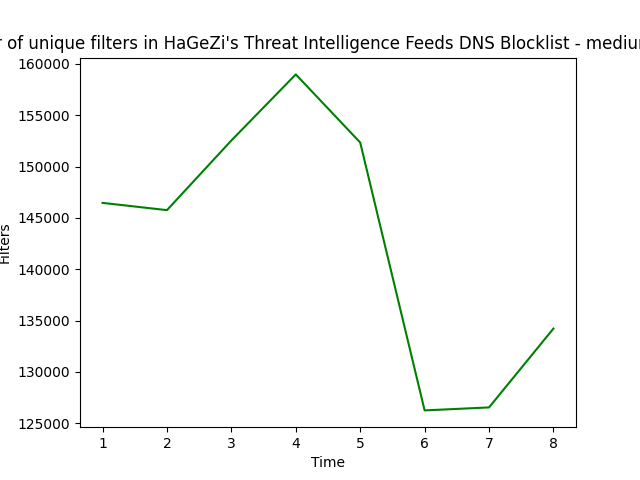 r of unique filters in HaGeZi's Threat Intelligence Feeds DNS Blocklist - mediu
160000
155000
150000
145000
140000
135000
130000
125000
Filters
1 2 3 4 5 6 7 8
Time